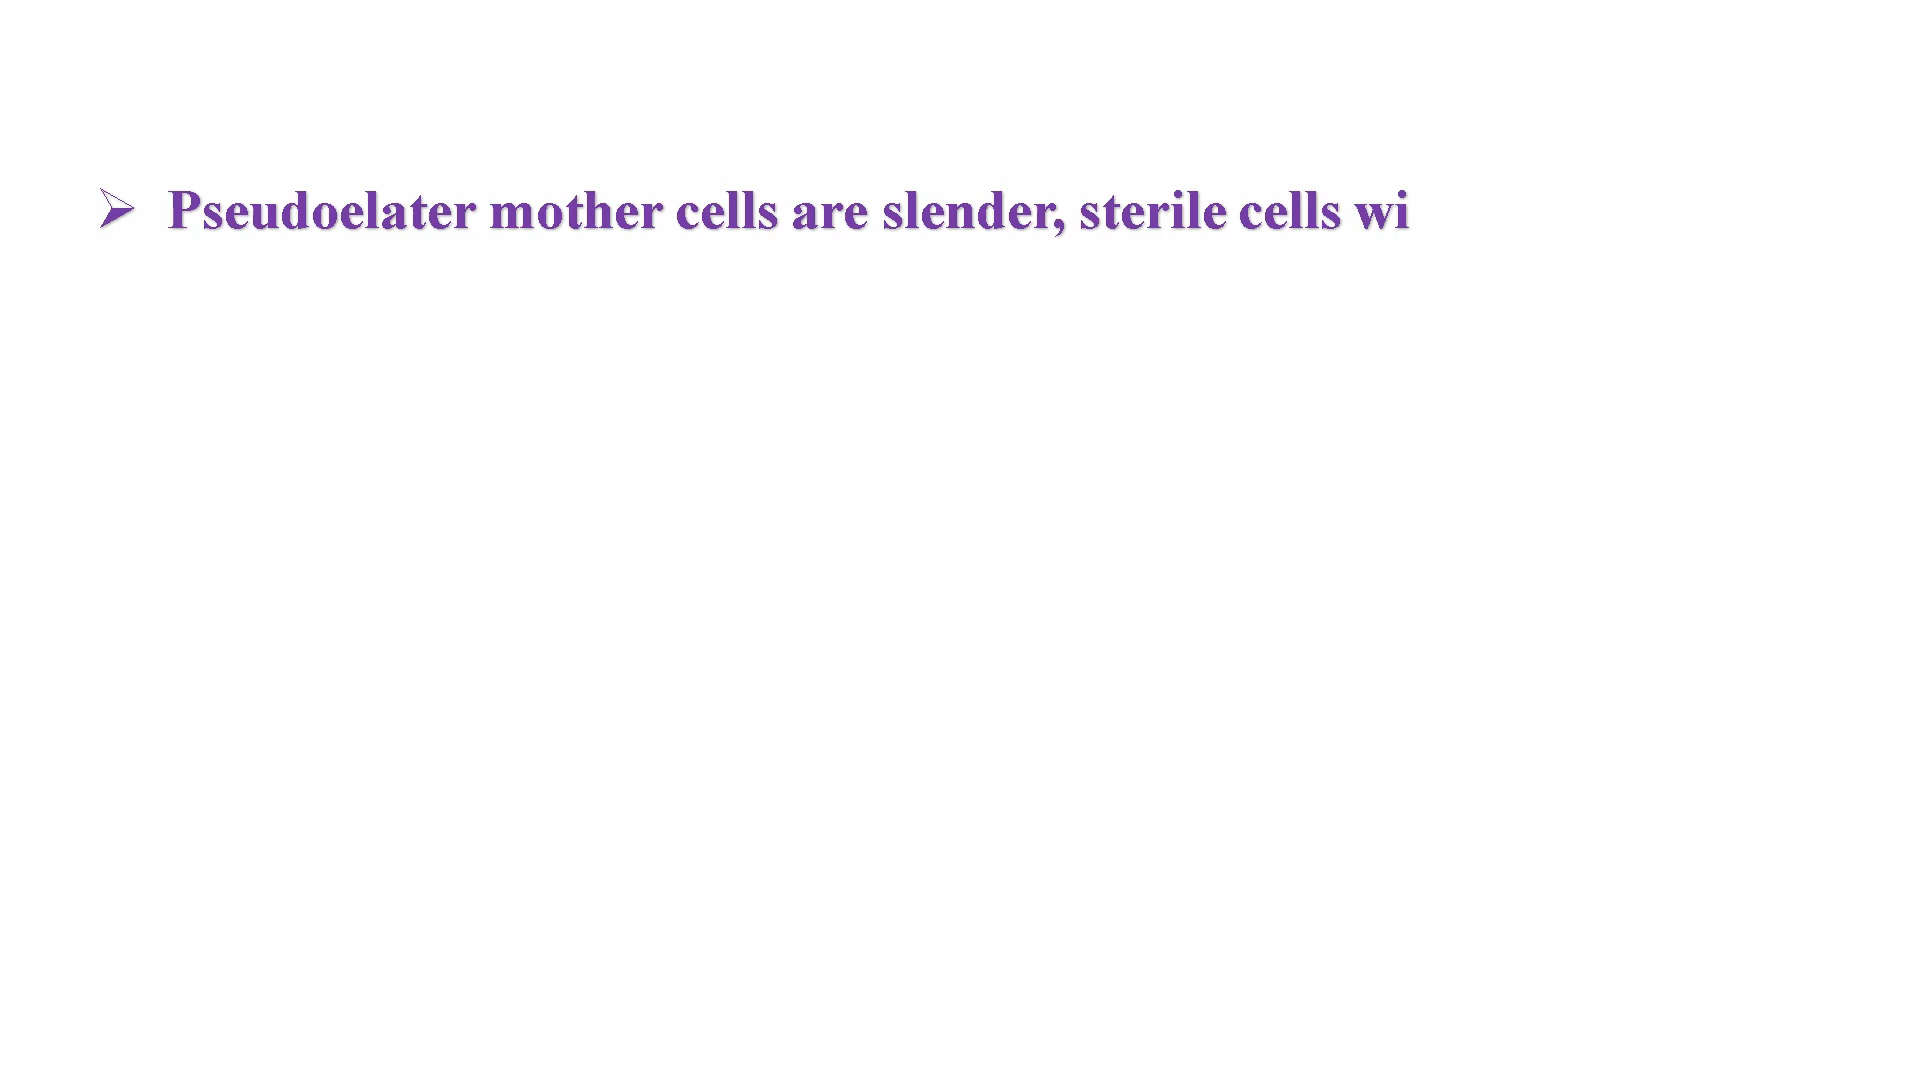 ➢ Pseudoelater mother cells are slender, sterile cells wi